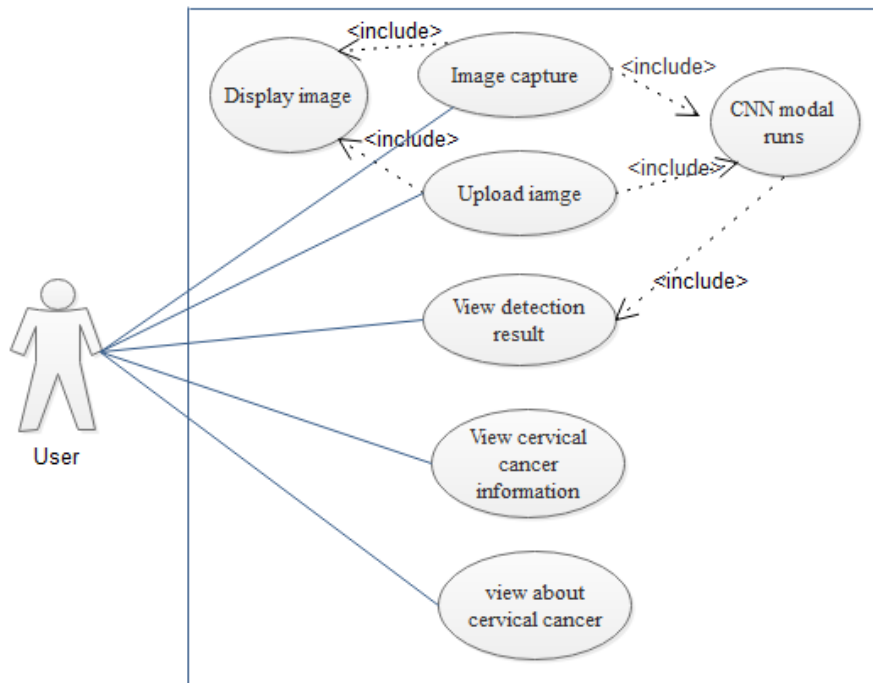 <include>
Image capture
<include>
Display image
CNN modal
runs
<include>
<include>
Upload iamge
<include>
View detection
result
User
View cervical
cancer
information
view about
cervical cancer